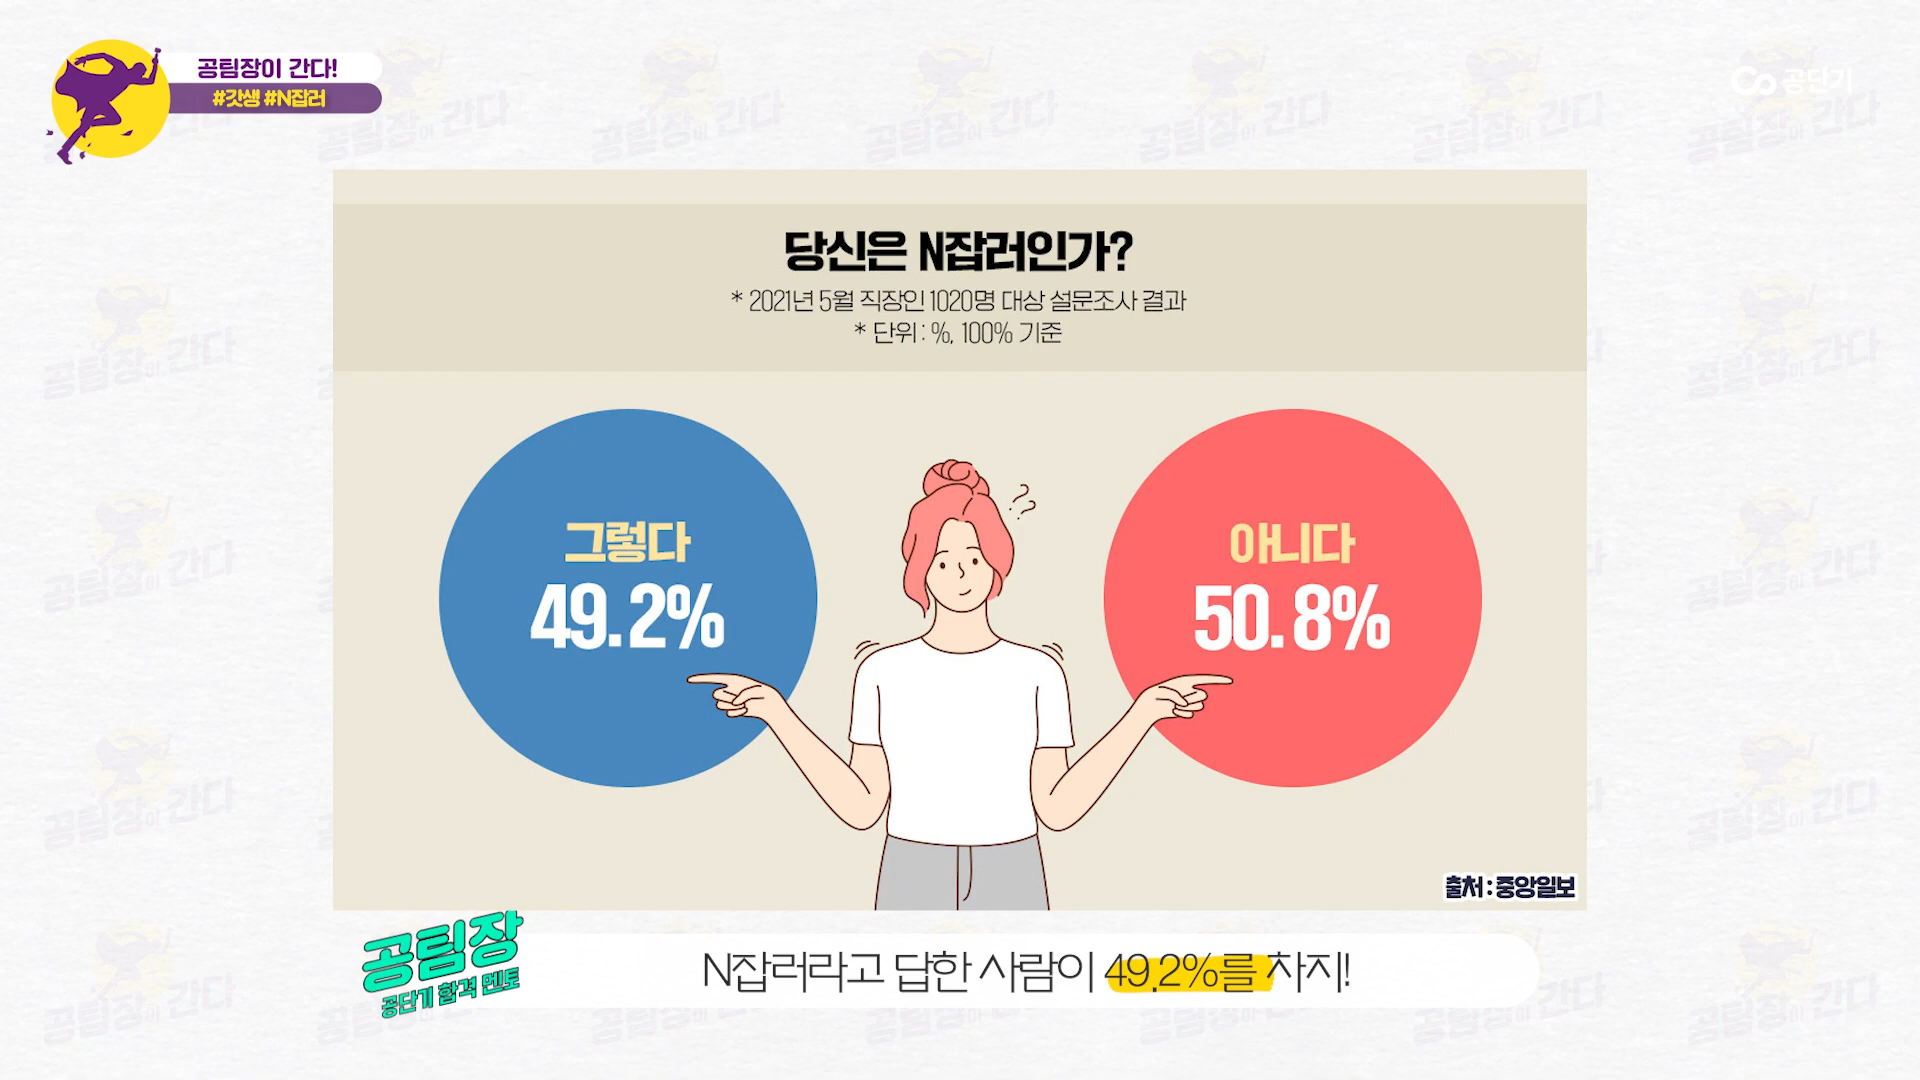 공팀장이 간다!
#갓생 #N잡러
공단기
당신은 N잡러인가?
* 2021년 5월 직장인 1020명 대상 설문조사 결과
* 단위 : %, 100% 기준
그렇다
49.2%
아니다
50.8%
출처 : 중앙일보
공팀장
공단기 합격 멘토
N잡러라고 답한 사람이 49.2%를 차지!